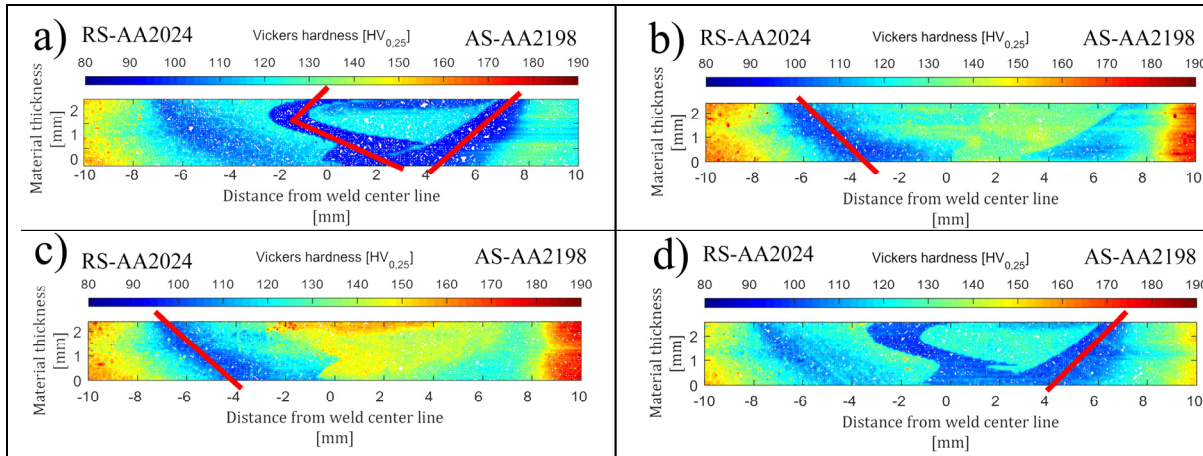 a) RS-AA2024 Vickers hardness [HV0,25] AS-AA2198
80 90 100 110 120 130 140 150 160 170 180 190
Material thickness
[mm]
2
1
0
-10 -8 -6 -4 -2 0 2 4 6 8 10
Distance from weld center line
[mm]
b) RS-AA2024 Vickers hardness [HV0,25] AS-AA2198
80 90 100 110 120 130 140 150 160 170 180 190
Material thickness
[mm]
2
1
0
-10 -8 -6 -4 -2 0 2 4 6 8 10
Distance from weld center line
[mm]
c) RS-AA2024 Vickers hardness [HV0,25] AS-AA2198
80 90 100 110 120 130 140 150 160 170 180 190
Material thickness
[mm]
2
1
0
-10 -8 -6 -4 -2 0 2 4 6 8 10
Distance from weld center line
[mm]
d) RS-AA2024 Vickers hardness [HV0,25] AS-AA2198
80 90 100 110 120 130 140 150 160 170 180 190
Material thickness
[mm]
2
1
0
-10 -8 -6 -4 -2 0 2 4 6 8 10
Distance from weld center line
[mm]